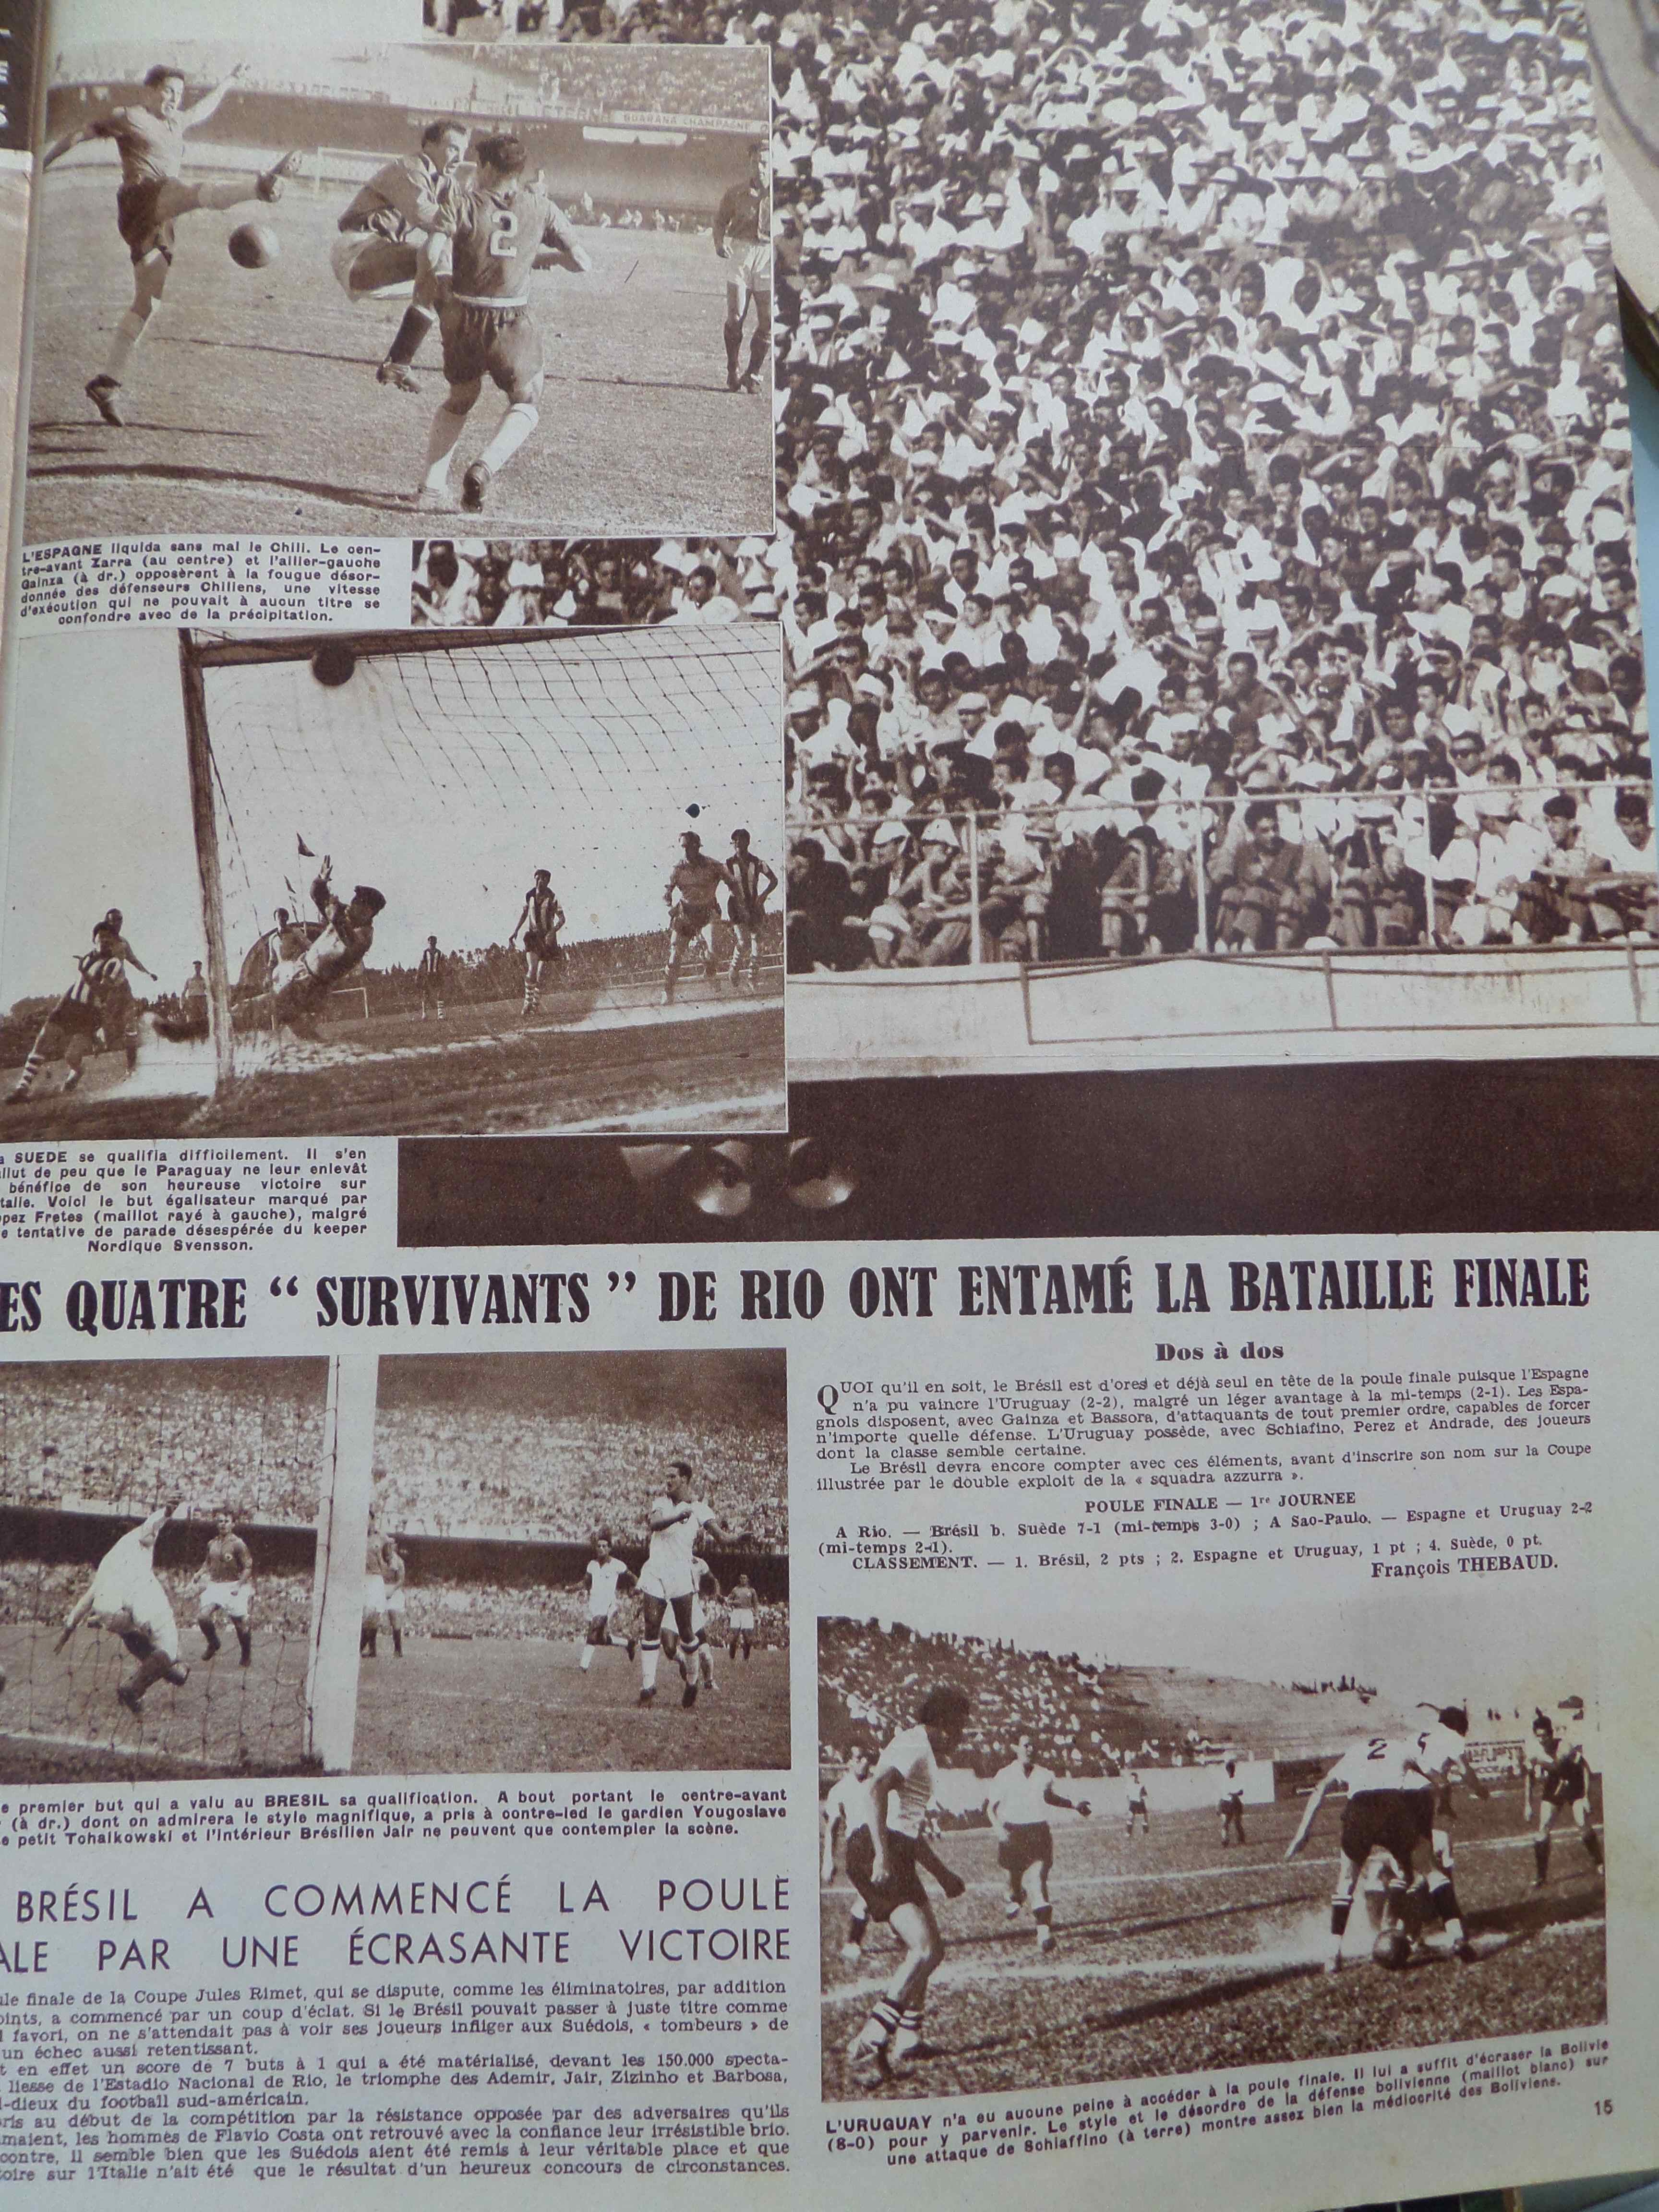 GUARANA CHAMPAGNE
2
L'ESPAGNE liquida sans mal le Chili. Le cen-
tre-avant Zarra (au centre) et l'ailier-gauche
Gainza (à dr.) opposèrent à la fougue désor-
donnée des défenseurs Chiliens, une vitesse
d'exécution qui ne pouvait à aucun titre se
confondre avec de la précipitation.
SUEDE se qualifia difficilement. Il s'en
llut de peu que le Paraguay ne leur enlevât
bénéfice de son heureuse victoire sur
talie. Voici le but égalisateur marqué par
pez Fretes (maillot rayé à gauche), malgré
e tentative de parade désespérée du keeper
Nordique Svensson.
ES QUATRE “ SURVIVANTS ” DE RIO ONT ENTAMÉ LA BATAILLE FINALE
e premier but qui a valu au BRESIL sa qualification. A bout portant le centre-avant
(à dr.) dont on admirera le style magnifique, a pris à contre-ied le gardien Yougoslave
e petit Tchaikowski et l'intérieur Brésilien Jair ne peuvent que contempler la scène.
BRÉSIL A COMMENCÉ LA POULE
ALE PAR UNE ÉCRASANTE VICTOIRE
ule finale de la Coupe Jules Rimet, qui se dispute, comme les éliminatoires, par addition
oints, a commencé par un coup d'éclat. Si le Brésil pouvait passer à juste titre comme
l favori, on ne s'attendait pas à voir ses joueurs infliger aux Suédois, « tombeurs » de
un échec aussi retentissant.
t en effet un score de 7 buts à 1 qui a été matérialisé, devant les 150.000 specta-
liesse de l'Estadio Nacional de Rio, le triomphe des Ademir, Jair, Zizinho et Barbosa,
i-dieux du football sud-américain.
oris au début de la compétition par la résistance opposée par des adversaires qu'ils
maient, les hommes de Flavio Costa ont retrouvé avec la confiance leur irrésistible brio.
contre, il semble bien que les Suédois aient été remis à leur véritable place et que
toire sur l'Italie n'ait été que le résultat d'un heureux concours de circonstances.
Dos à dos
QUOI qu'il en soit, le Brésil est d'ores et déjà seul en tête de la poule finale puisque l'Espagne
n'a pu vaincre l'Uruguay (2-2), malgré un léger avantage à la mi-temps (2-1). Les Espa-
gnols disposent, avec Gainza et Bassora, d'attaquants de tout premier ordre, capables de forcer
n'importe quelle défense. L'Uruguay possède, avec Schiafino, Perez et Andrade, des joueurs
dont la classe semble certaine.
Le Brésil devra encore compter avec ces éléments, avant d'inscrire son nom sur la Coupe
illustrée par le double exploit de la « squadra azzurra ».
POULE FINALE — 1re JOURNEE
A Rio. — Brésil b. Suède 7-1 (mi-temps 3-0) ; A Sao-Paulo. — Espagne et Uruguay 2-2
(mi-temps 2-1).
CLASSEMENT. — 1. Brésil, 2 pts ; 2. Espagne et Uruguay, 1 pt ; 4. Suède, 0 pt.
François THEBAUD.
2
L'URUGUAY n'a eu aucune peine à accéder à la poule finale. Il lui a suffit d'écraser la Bolivie
(8-0) pour y parvenir. Le style et le désordre de la défense bolivienne (maillot blanc) sur
une attaque de Schiaffino (à terre) montre assez bien la médiocrité des Boliviens.
15